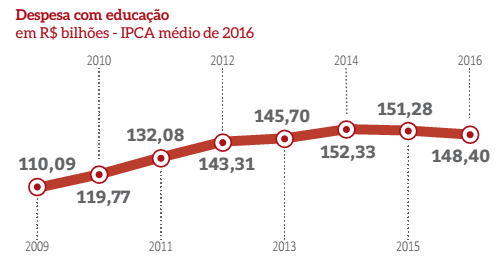 Despesa com educação
em R$ bilhões - IPCA médio de 2016
2010 2012 2014 2016
110,09 132,08 145,70 151,28
119,77 143,31 152,33 148,40
2009 2011 2013 2015